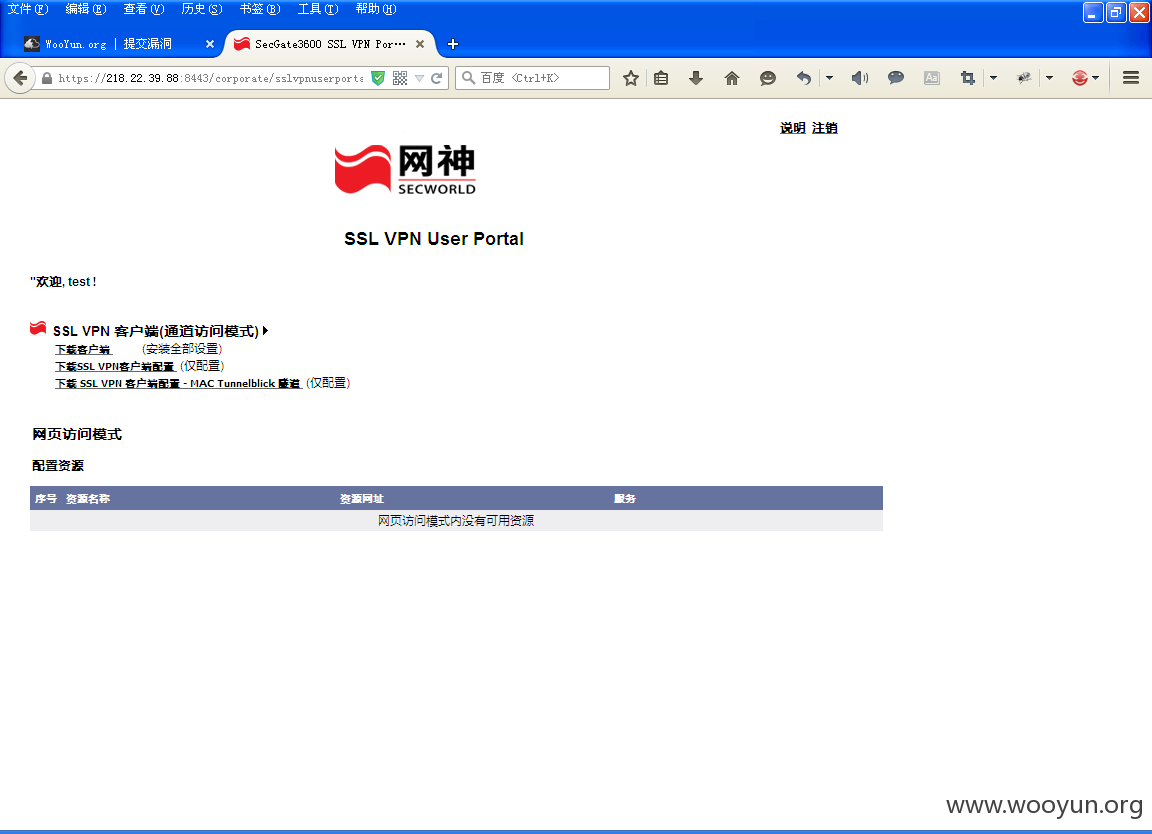 文件(F) 编辑(E) 查看(V) 历史(S) 书签(B) 工具(T) 帮助(H)
WooYun.org | 提交漏洞 SecGate3600 SSL VPN Por···
https://218.22.39.88:8443/corporate/sslvpnuserporta 百度 <Ctrl+K>
说明 注销
网神
SECWORLD
SSL VPN User Portal
"欢迎, test !
SSL VPN 客户端(通道访问模式)
下载客户端 (安装全部设置)
下载SSL VPN客户端配置 (仅配置)
下载 SSL VPN 客户端配置 - MAC Tunnelblick 隧道 (仅配置)
网页访问模式
配置资源
序号 资源名称 资源网址 服务
网页访问模式内没有可用资源
www.wooyun.org